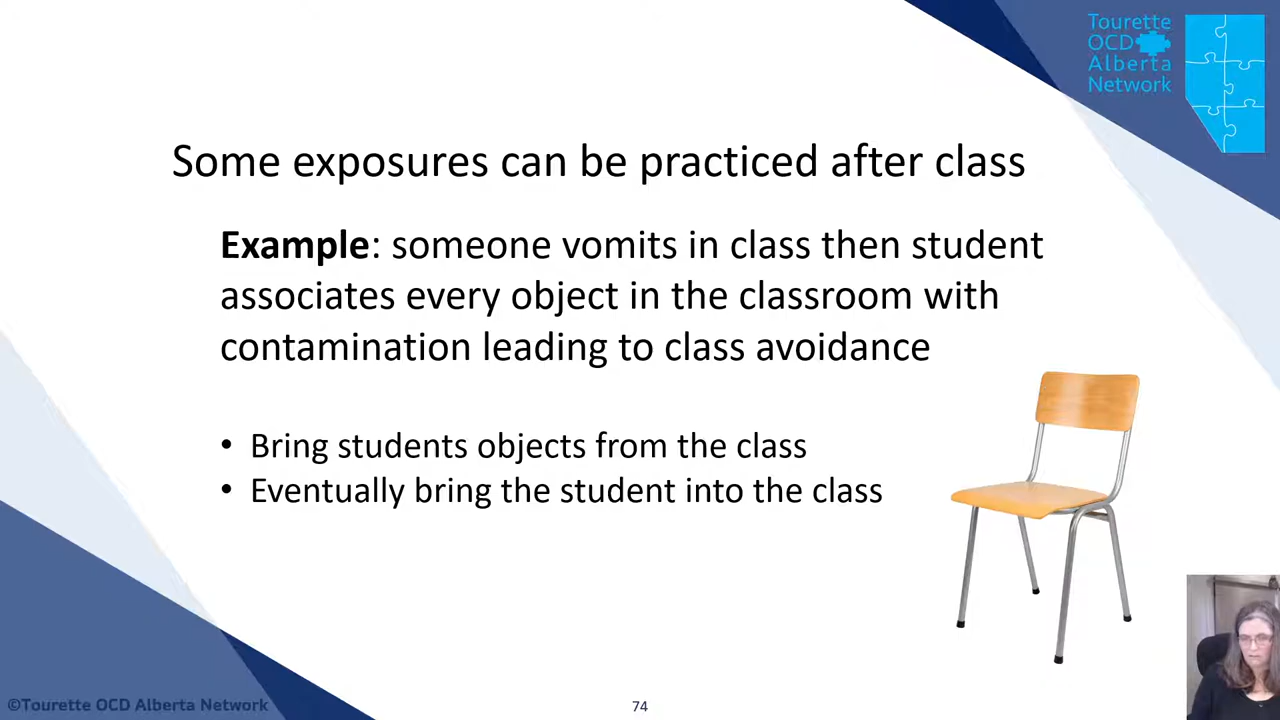 Tourette
OCD
Alberta
Network
Some exposures can be practiced after class
Example: someone vomits in class then student
associates every object in the classroom with
contamination leading to class avoidance
• Bring students objects from the class
• Eventually bring the student into the class
©Tourette OCD Alberta Network
74